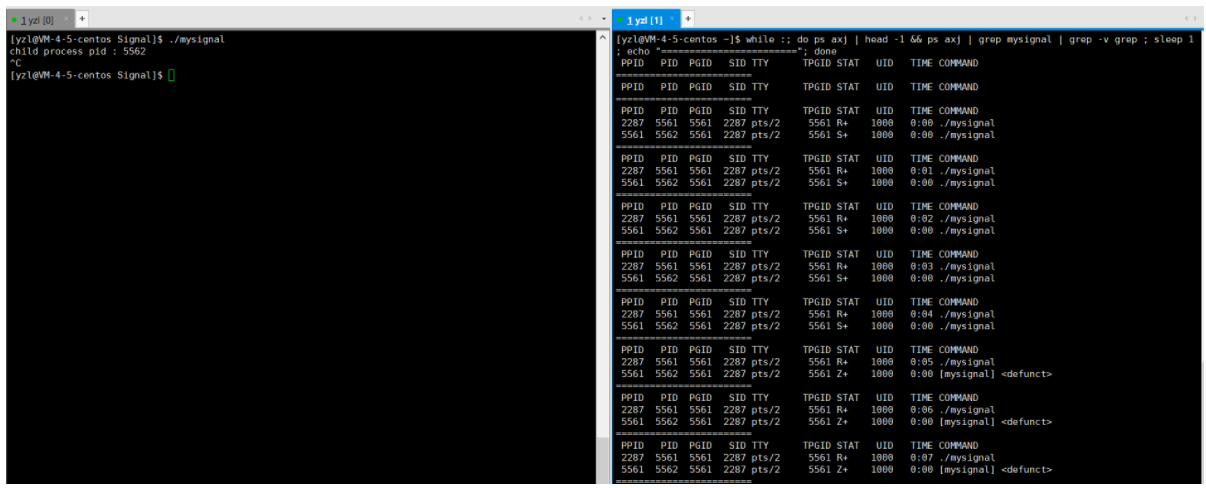 1 yzl [0] × +
[yzl@VM-4-5-centos Signal]$ ./mysignal
child process pid : 5562
^C
[yzl@VM-4-5-centos Signal]$
1 yzl [1] × +
[yzl@VM-4-5-centos ~]$ while :; do ps axj | head -1 && ps axj | grep mysignal | grep -v grep ; sleep 1
; echo "========================"; done
PPID PID PGID SID TTY TPGID STAT UID TIME COMMAND
========================
PPID PID PGID SID TTY TPGID STAT UID TIME COMMAND
========================
PPID PID PGID SID TTY TPGID STAT UID TIME COMMAND
2287 5561 5561 2287 pts/2 5561 R+ 1000 0:00 ./mysignal
5561 5562 5561 2287 pts/2 5561 S+ 1000 0:00 ./mysignal
========================
PPID PID PGID SID TTY TPGID STAT UID TIME COMMAND
2287 5561 5561 2287 pts/2 5561 R+ 1000 0:01 ./mysignal
5561 5562 5561 2287 pts/2 5561 S+ 1000 0:00 ./mysignal
========================
PPID PID PGID SID TTY TPGID STAT UID TIME COMMAND
2287 5561 5561 2287 pts/2 5561 R+ 1000 0:02 ./mysignal
5561 5562 5561 2287 pts/2 5561 S+ 1000 0:00 ./mysignal
========================
PPID PID PGID SID TTY TPGID STAT UID TIME COMMAND
2287 5561 5561 2287 pts/2 5561 R+ 1000 0:03 ./mysignal
5561 5562 5561 2287 pts/2 5561 S+ 1000 0:00 ./mysignal
========================
PPID PID PGID SID TTY TPGID STAT UID TIME COMMAND
2287 5561 5561 2287 pts/2 5561 R+ 1000 0:04 ./mysignal
5561 5562 5561 2287 pts/2 5561 S+ 1000 0:00 ./mysignal
========================
PPID PID PGID SID TTY TPGID STAT UID TIME COMMAND
2287 5561 5561 2287 pts/2 5561 R+ 1000 0:05 ./mysignal
5561 5562 5561 2287 pts/2 5561 Z+ 1000 0:00 [mysignal] <defunct>
========================
PPID PID PGID SID TTY TPGID STAT UID TIME COMMAND
2287 5561 5561 2287 pts/2 5561 R+ 1000 0:06 ./mysignal
5561 5562 5561 2287 pts/2 5561 Z+ 1000 0:00 [mysignal] <defunct>
========================
PPID PID PGID SID TTY TPGID STAT UID TIME COMMAND
2287 5561 5561 2287 pts/2 5561 R+ 1000 0:07 ./mysignal
5561 5562 5561 2287 pts/2 5561 Z+ 1000 0:00 [mysignal] <defunct>
========================